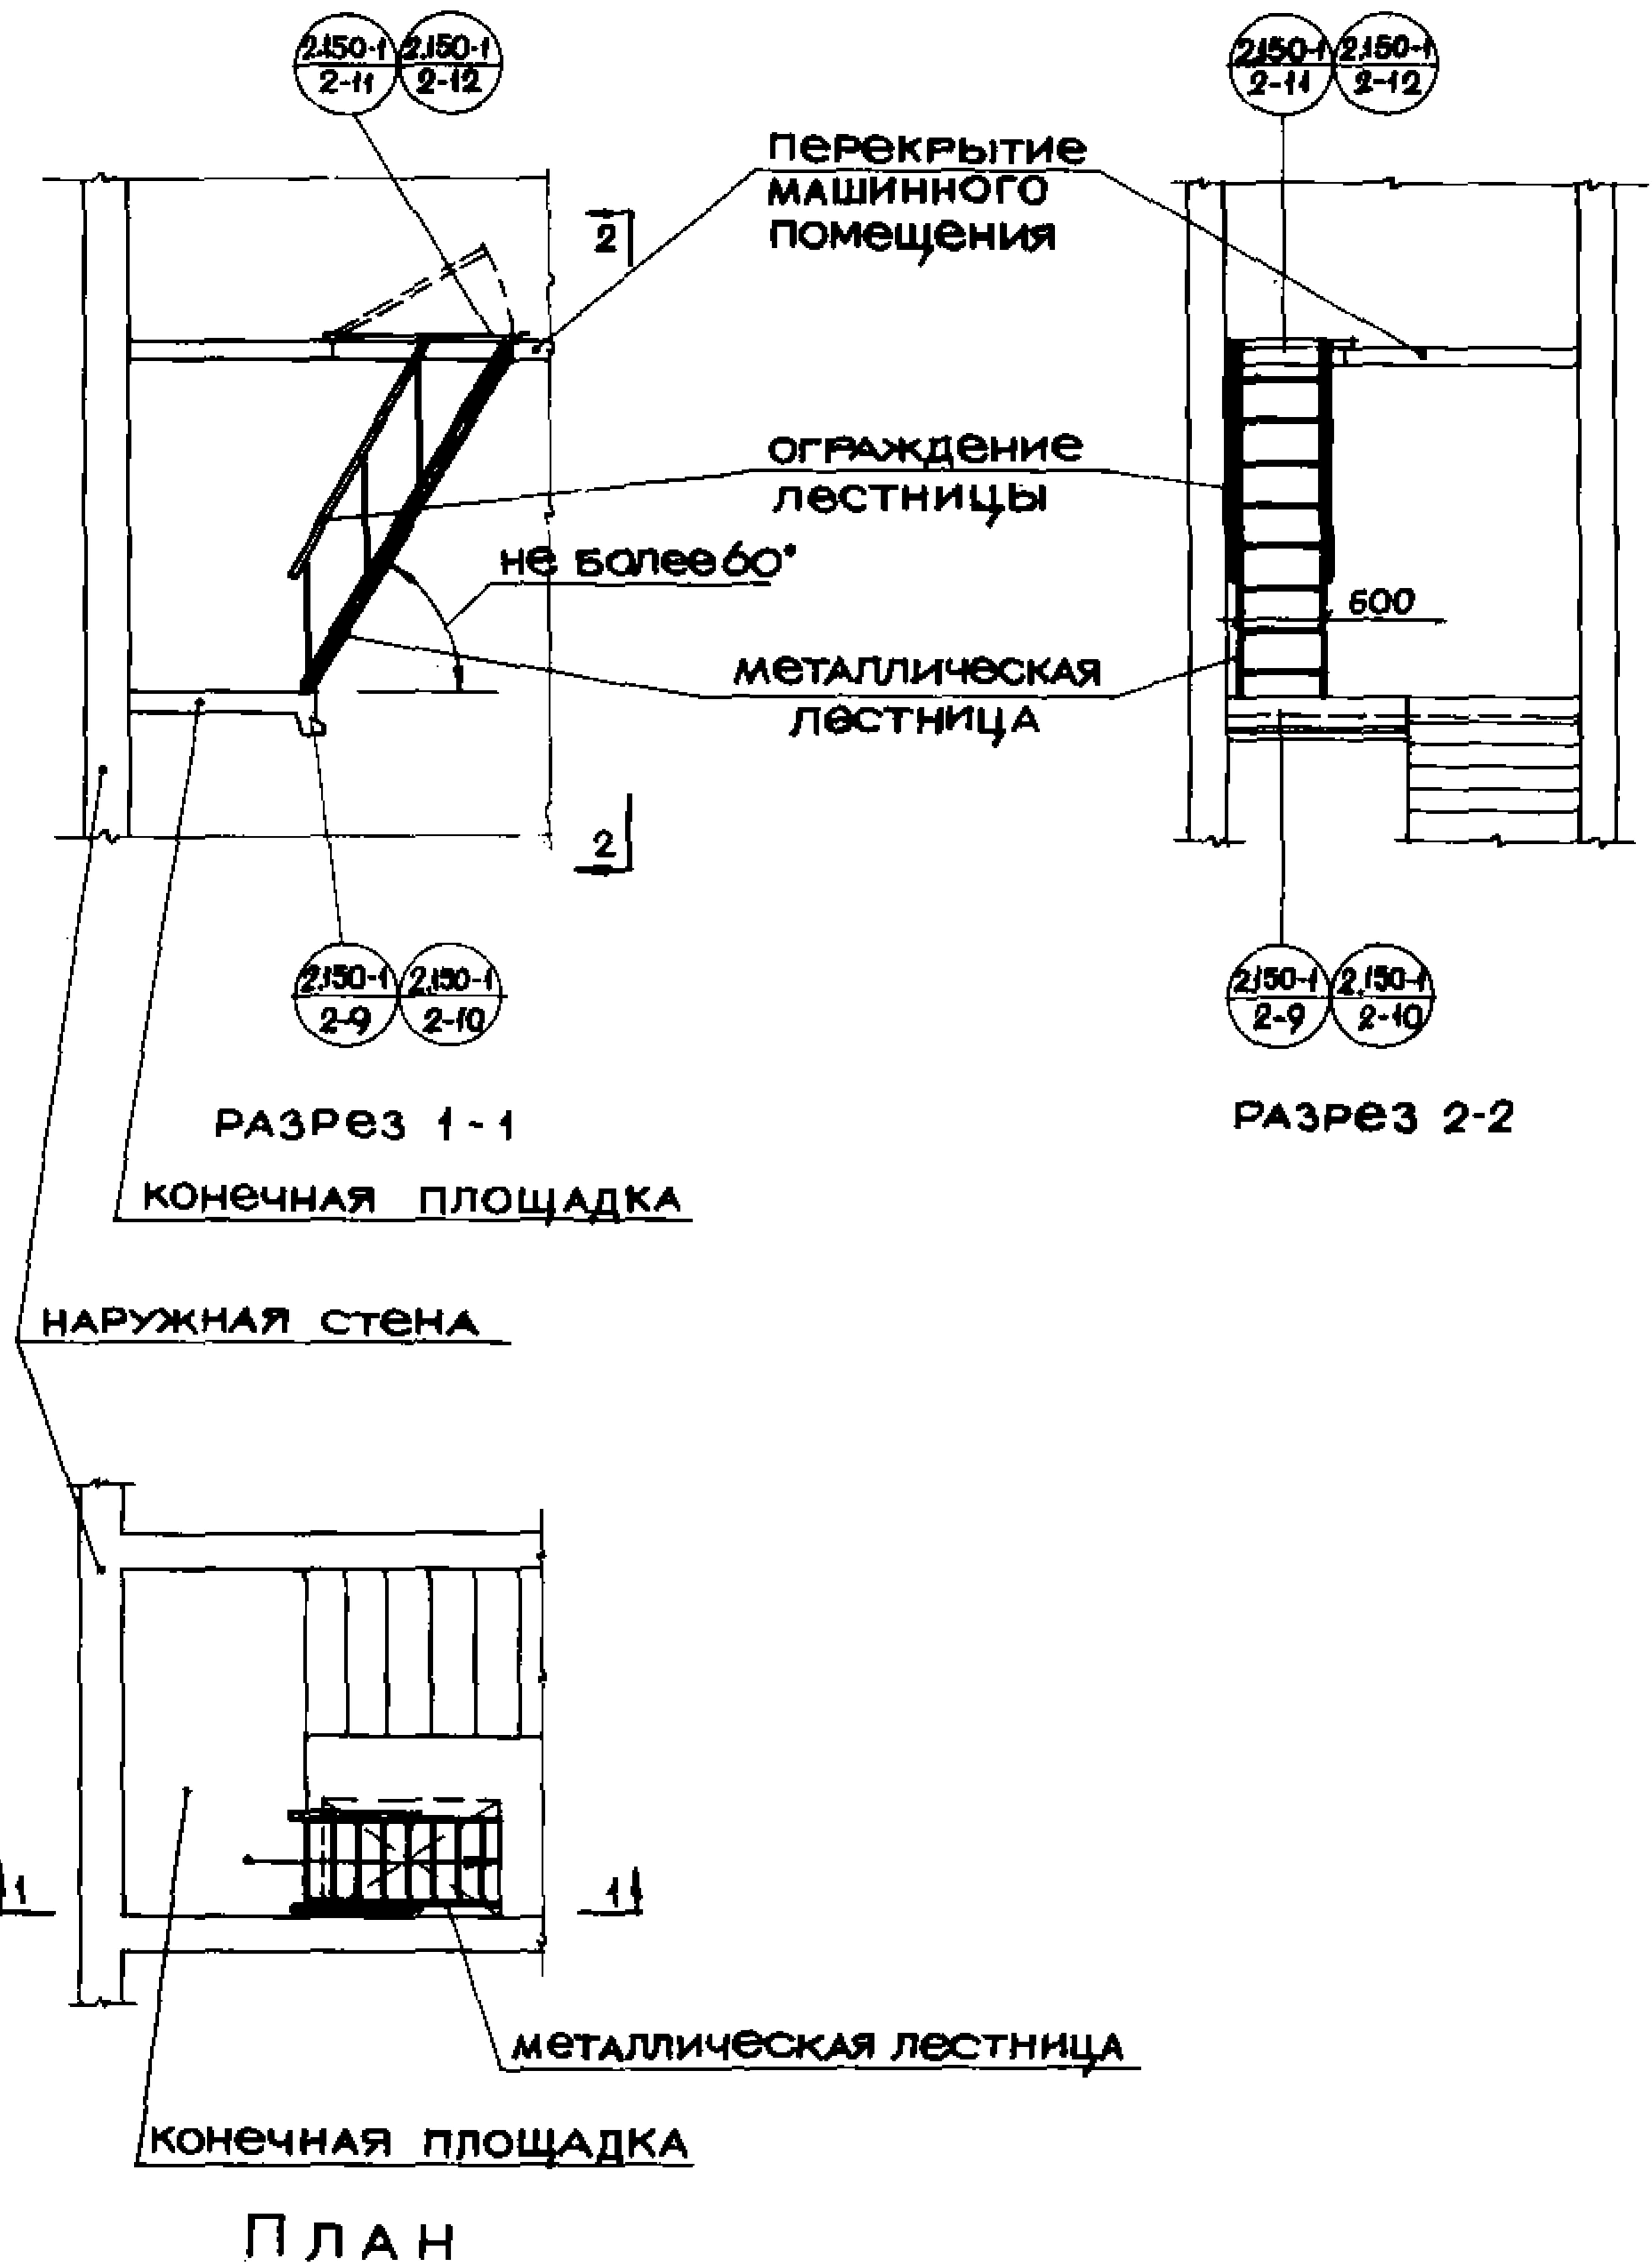 2.150-1 2.150-1
2-11 2-12
2.150-1 2.150-1
2-11 2-12
перекрытие
машинного
помещения
2
ограждение
лестницы
не более 60°
600
металлическая
лестница
2
2.150-1 2.150-1
2-9 2-10
2.150-1 2.150-1
2-9 2-10
Разрез 1-1
Разрез 2-2
конечная площадка
наружная стена
1
1
металлическая лестница
конечная площадка
План